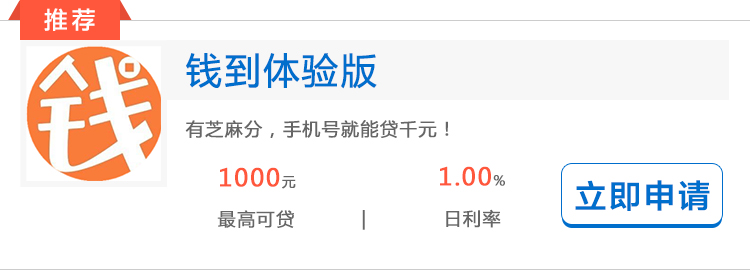 推荐
钱
钱到体验版
有芝麻分，手机号就能贷千元！
1000元
1.00%
最高可贷 | 日利率
立即申请